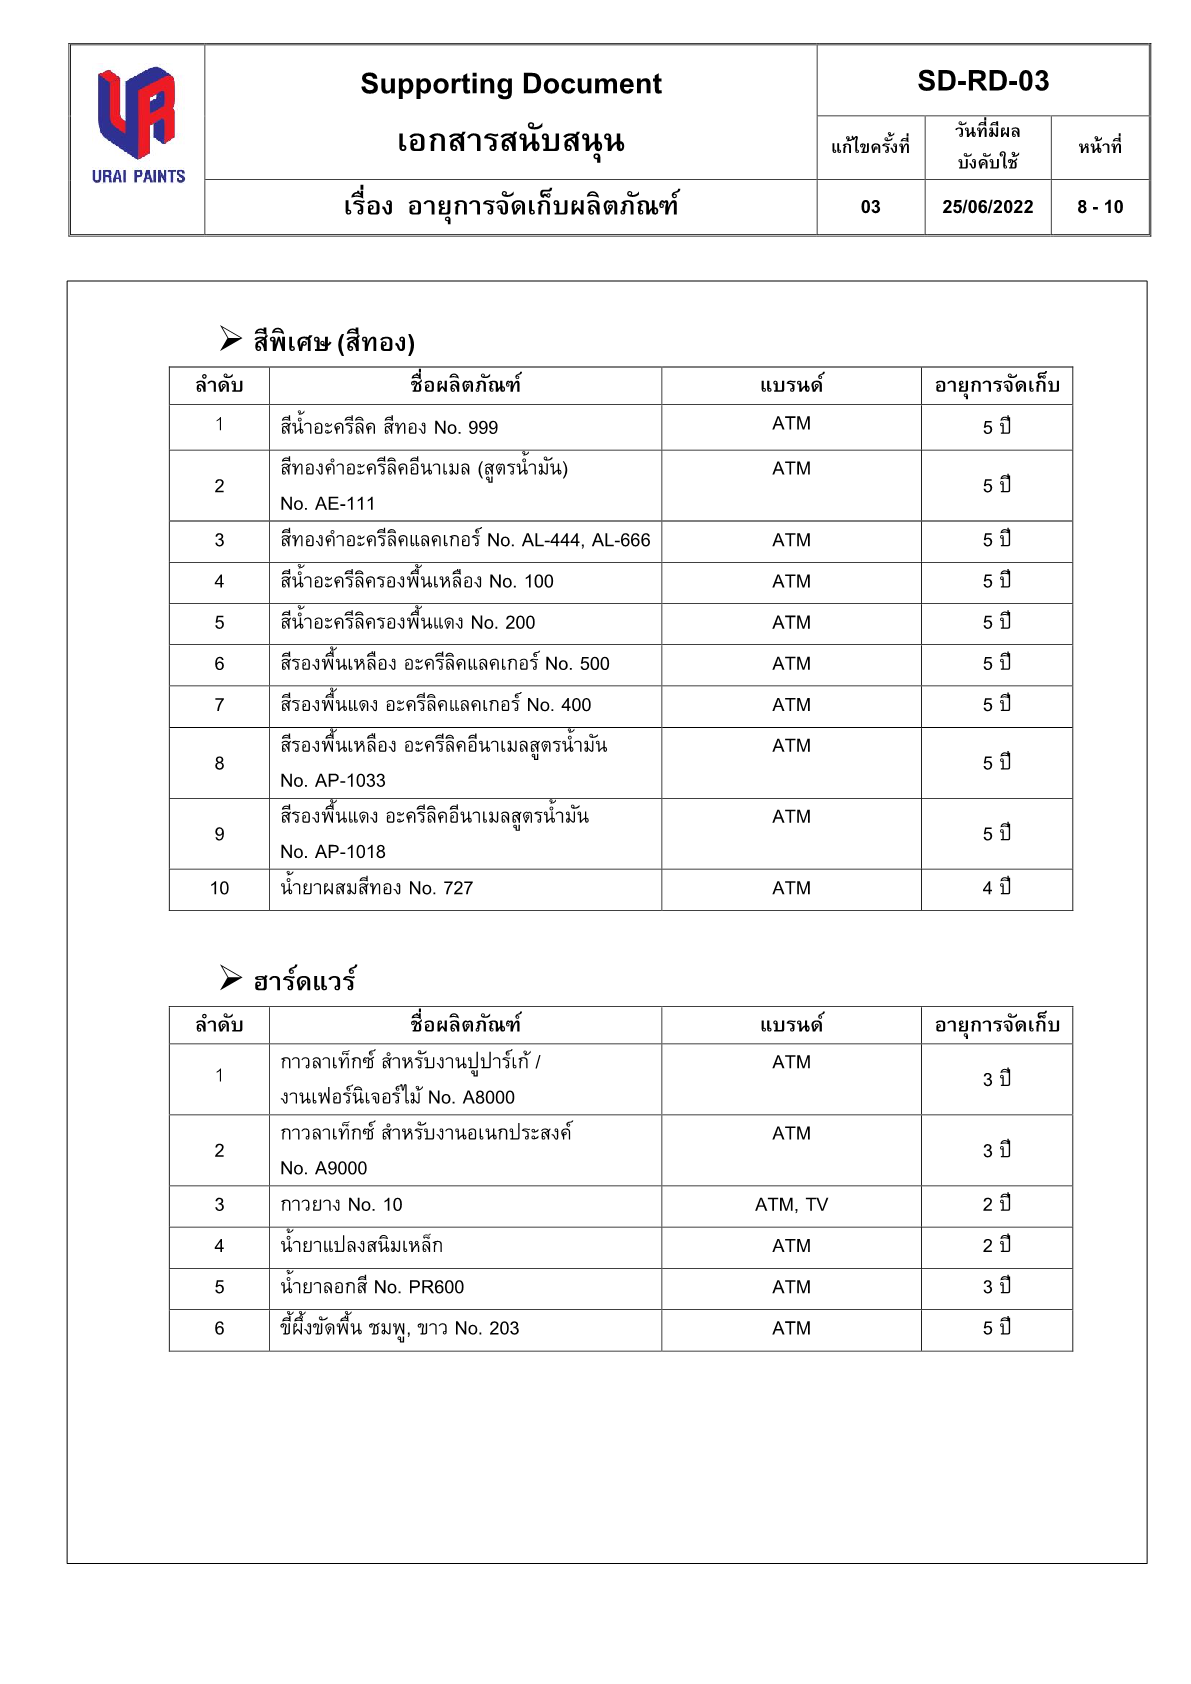 URAI PAINTS
Supporting Document
เอกสารสนับสนุน
SD-RD-03
แก้ไขครั้งที่
วันที่มีผล
บังคับใช้
หน้าที่
เรื่อง อายุการจัดเก็บผลิตภัณฑ์
03
25/06/2022
8 - 10
สีพิเศษ (สีทอง)
ลำดับ ชื่อผลิตภัณฑ์ แบรนด์ อายุการจัดเก็บ
1 สีน้ำอะครีลิค สีทอง No. 999 ATM 5 ปี
2 สีทองคำอะครีลิคอีนาเมล (สูตรน้ำมัน) ATM 5 ปี
No. AE-111
3 สีทองคำอะครีลิคแลคเกอร์ No. AL-444, AL-666 ATM 5 ปี
4 สีน้ำอะครีลิครองพื้นเหลือง No. 100 ATM 5 ปี
5 สีน้ำอะครีลิครองพื้นแดง No. 200 ATM 5 ปี
6 สีรองพื้นเหลือง อะครีลิคแลคเกอร์ No. 500 ATM 5 ปี
7 สีรองพื้นแดง อะครีลิคแลคเกอร์ No. 400 ATM 5 ปี
8 สีรองพื้นเหลือง อะครีลิคอีนาเมลสูตรน้ำมัน ATM 5 ปี
No. AP-1033
9 สีรองพื้นแดง อะครีลิคอีนาเมลสูตรน้ำมัน ATM 5 ปี
No. AP-1018
10 น้ำยาผสมสีทอง No. 727 ATM 4 ปี
ฮาร์ดแวร์
ลำดับ ชื่อผลิตภัณฑ์ แบรนด์ อายุการจัดเก็บ
1 กาวลาเท็กซ์ สำหรับงานปูปาร์เก้ / ATM 3 ปี
งานเฟอร์นิเจอร์ไม้ No. A8000
2 กาวลาเท็กซ์ สำหรับงานอเนกประสงค์ ATM 3 ปี
No. A9000
3 กาวยาง No. 10 ATM, TV 2 ปี
4 น้ำยาแปลงสนิมเหล็ก ATM 2 ปี
5 น้ำยาลอกสี No. PR600 ATM 3 ปี
6 ขี้ผึ้งขัดพื้น ชมพู, ขาว No. 203 ATM 5 ปี